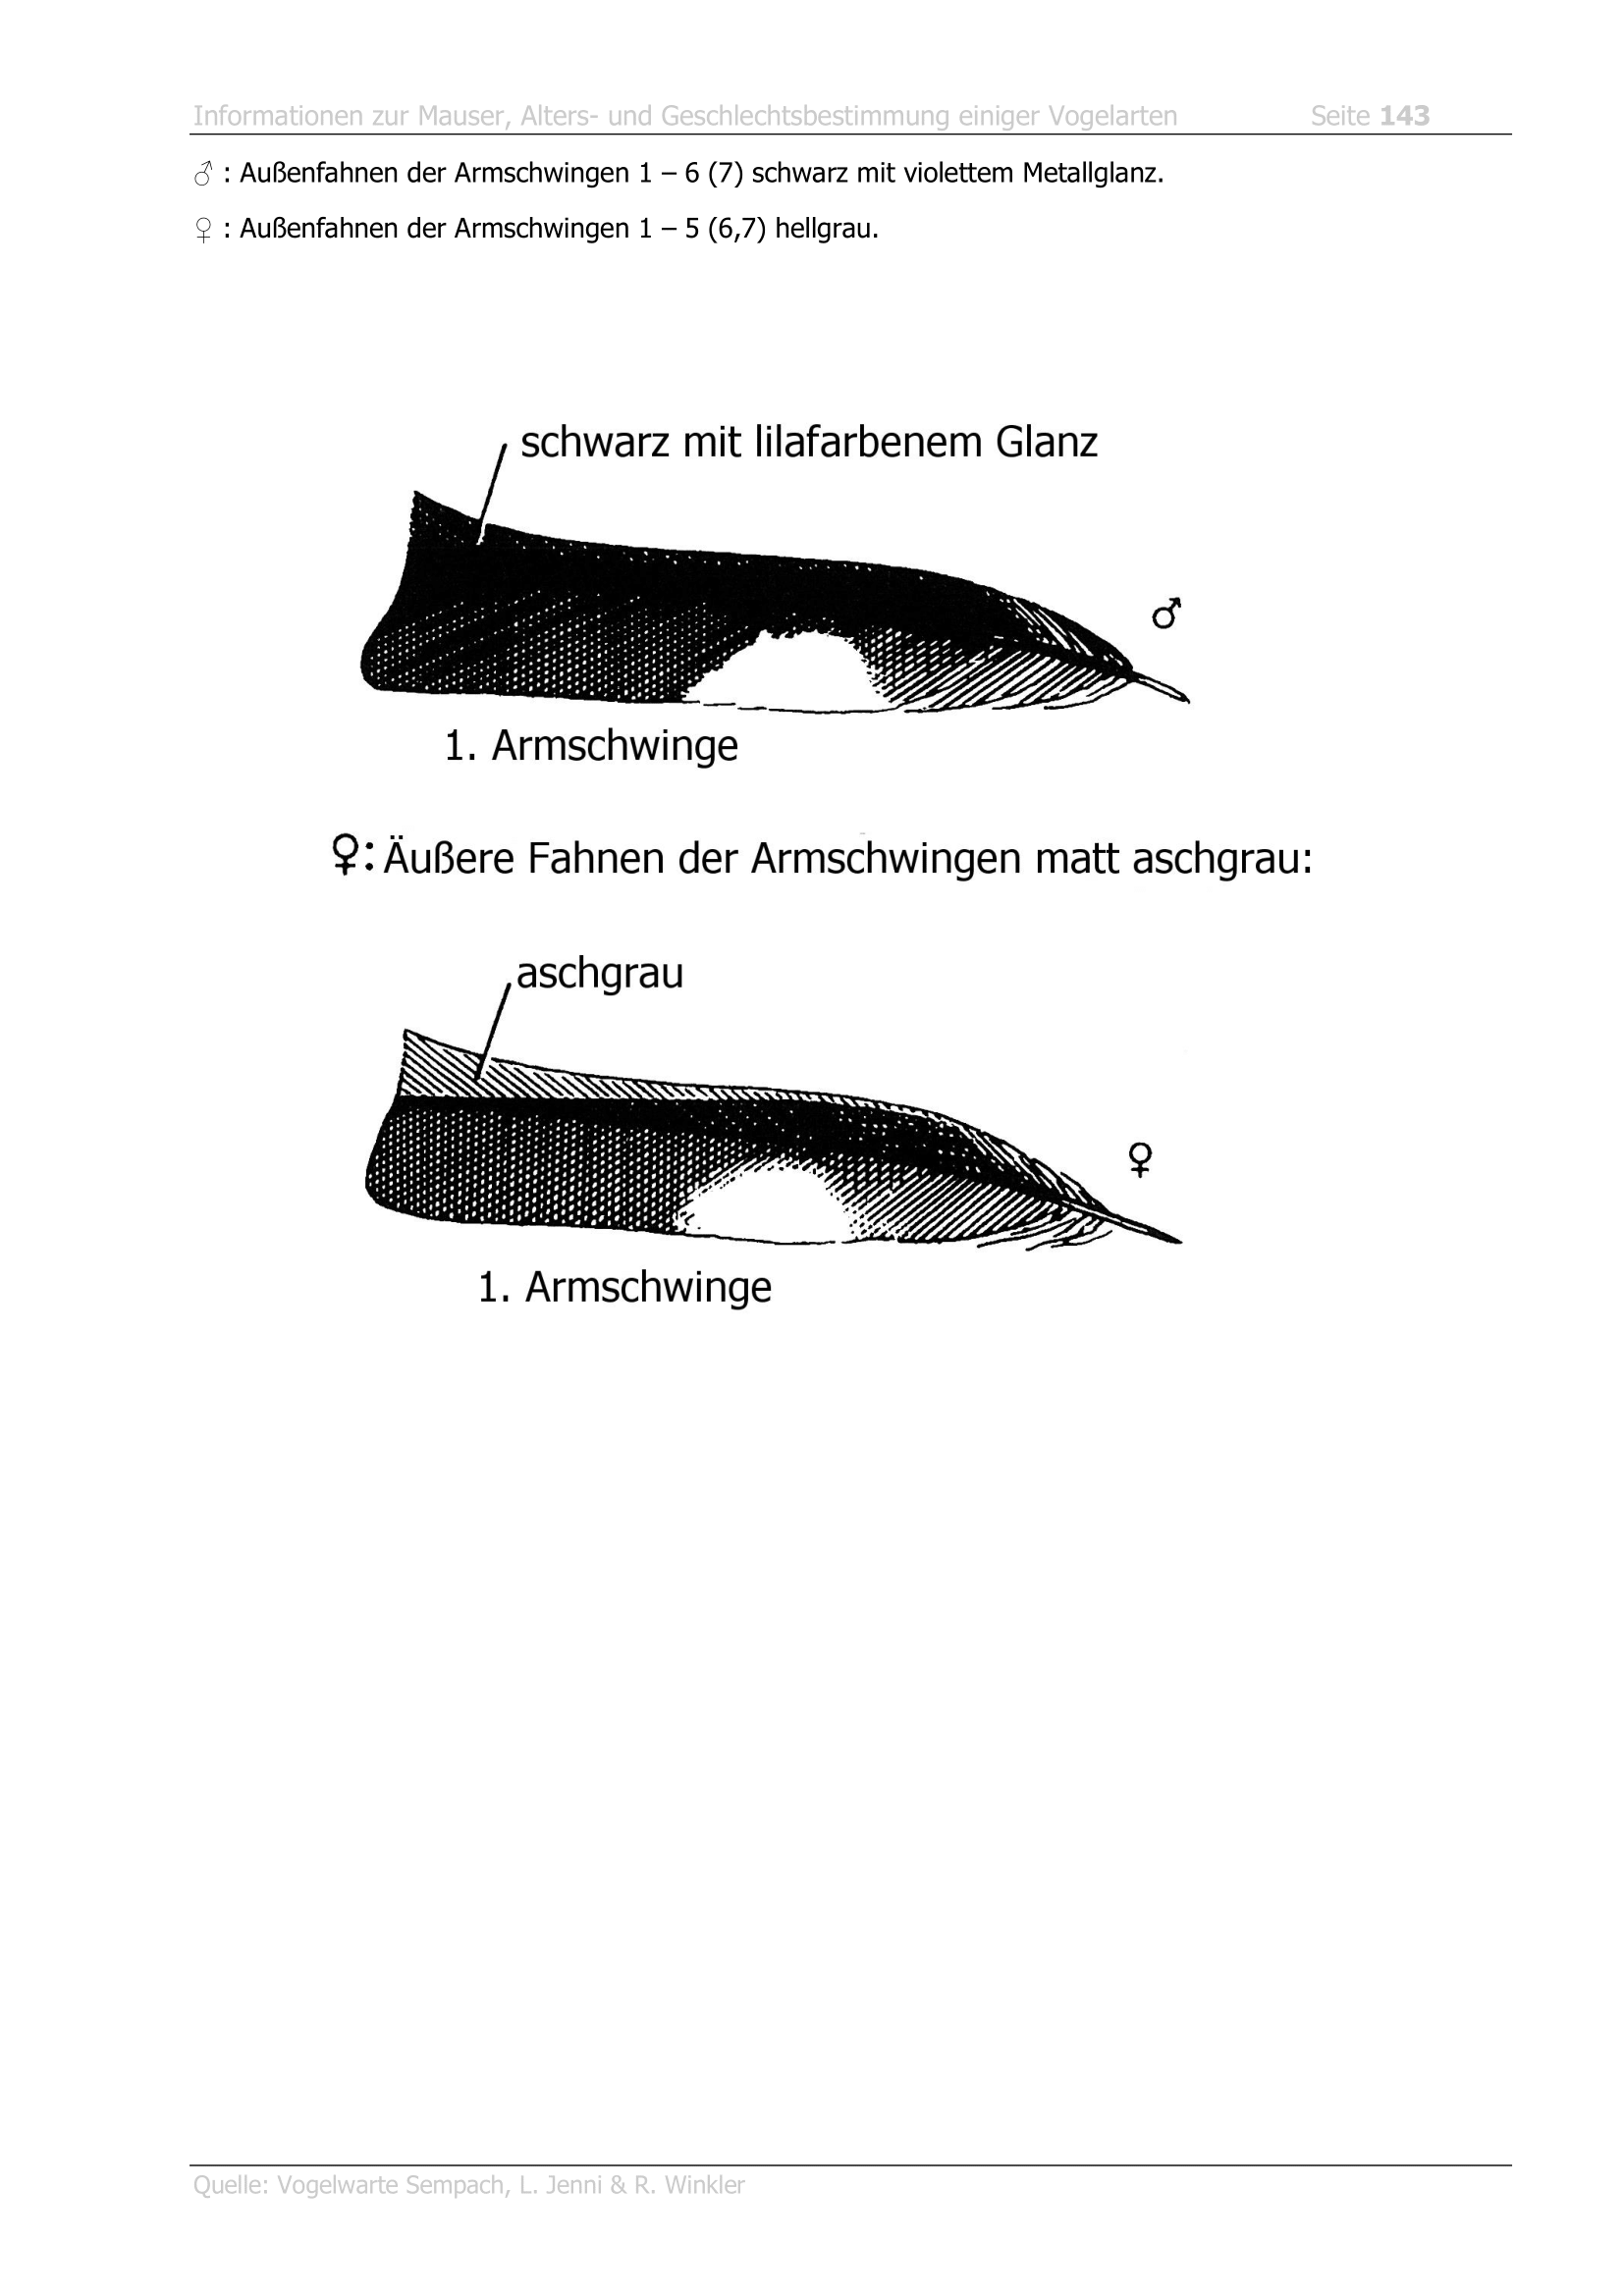 Informationen zur Mauser, Alters- und Geschlechtsbestimmung einiger Vogelarten Seite 143
♂ : Außenfahnen der Armschwingen 1 – 6 (7) schwarz mit violettem Metallglanz.
♀ : Außenfahnen der Armschwingen 1 – 5 (6,7) hellgrau.
schwarz mit lilafarbenem Glanz
♂
1. Armschwinge
♀: Äußere Fahnen der Armschwingen matt aschgrau:
aschgrau
♀
1. Armschwinge
Quelle: Vogelwarte Sempach, L. Jenni & R. Winkler